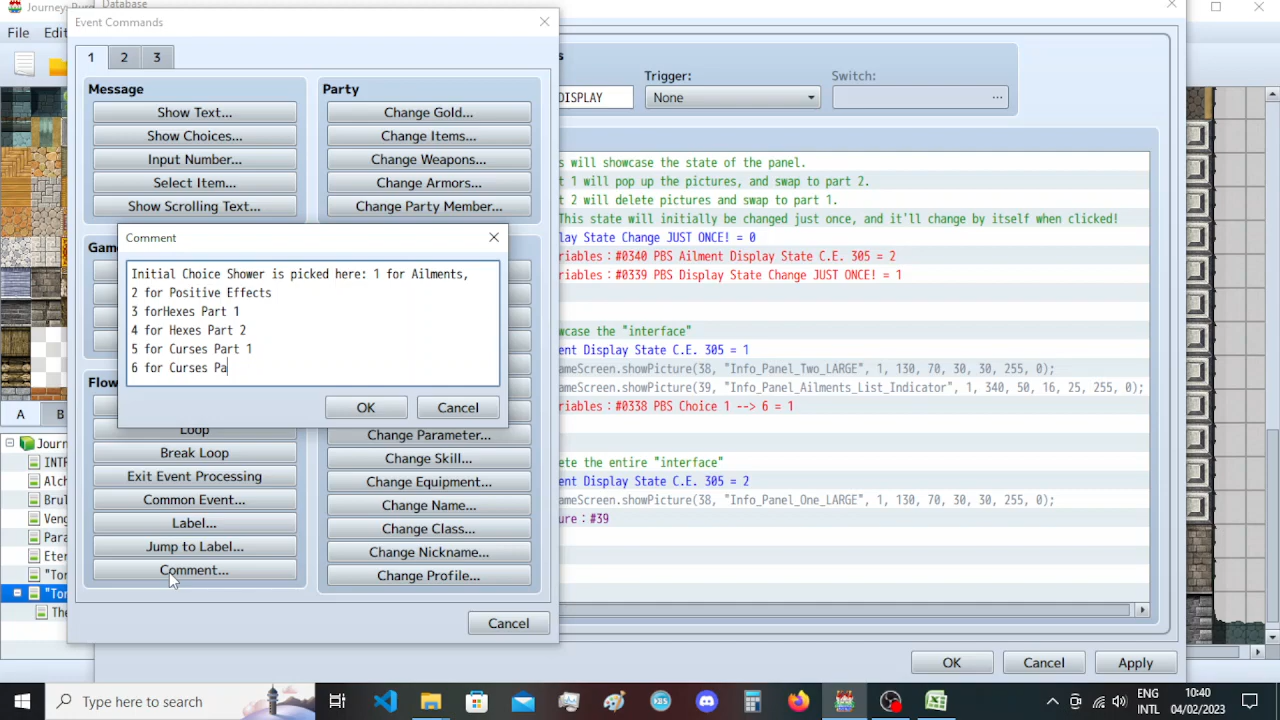 Journey
Database
File
Edit
Event Commands
1
2
3
Message
Show Text...
Show Choices...
Input Number...
Select Item...
Show Scrolling Text...
Party
Change Gold...
Change Items...
Change Weapons...
Change Armors...
Change Party Member...
Comment
Initial Choice Shower is picked here: 1 for Ailments,
2 for Positive Effects
3 forHexes Part 1
4 for Hexes Part 2
5 for Curses Part 1
6 for Curses Pa
OK
Cancel
Loop
Break Loop
Exit Event Processing
Common Event...
Label...
Jump to Label...
Comment...
Change Parameter...
Change Skill...
Change Equipment...
Change Name...
Change Class...
Change Nickname...
Change Profile...
Cancel
DISPLAY
Trigger:
None
Switch:
...
s will showcase the state of the panel.
t 1 will pop up the pictures, and swap to part 2.
t 2 will delete pictures and swap to part 1.
This state will initially be changed just once, and it'll change by itself when clicked!
lay State Change JUST ONCE! = 0
riables : #0340 PBS Ailment Display State C.E. 305 = 2
riables : #0339 PBS Display State Change JUST ONCE! = 1
wcase the "interface"
ent Display State C.E. 305 = 1
ameScreen.showPicture(38, "Info_Panel_Two_LARGE", 1, 130, 70, 30, 30, 255, 0);
ameScreen.showPicture(39, "Info_Panel_Ailments_List_Indicator", 1, 340, 50, 16, 25, 255, 0);
riables : #0338 PBS Choice 1 --> 6 = 1
ete the entire "interface"
ent Display State C.E. 305 = 2
ameScreen.showPicture(38, "Info_Panel_One_LARGE", 1, 130, 70, 30, 30, 255, 0);
ure : #39
OK
Cancel
Apply
A
B
Journ
INTR
Alch
Brul
Veng
Para
Eter
"Tor
"Tor
The
Type here to search
ENG
INTL
10:40
04/02/2023